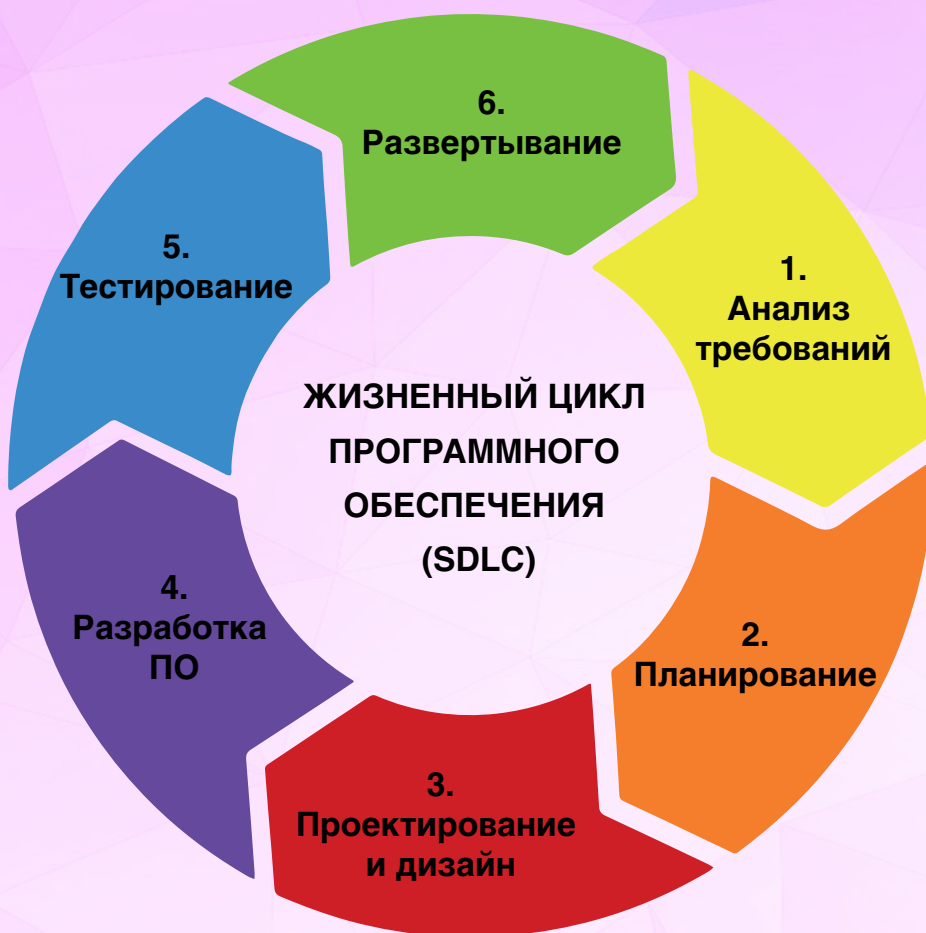 ЖИЗНЕННЫЙ ЦИКЛ
ПРОГРАММНОГО
ОБЕСПЕЧЕНИЯ
(SDLC)
1.
Анализ
требований
2.
Планирование
3.
Проектирование
и дизайн
4.
Разработка
ПО
5.
Тестирование
6.
Развертывание